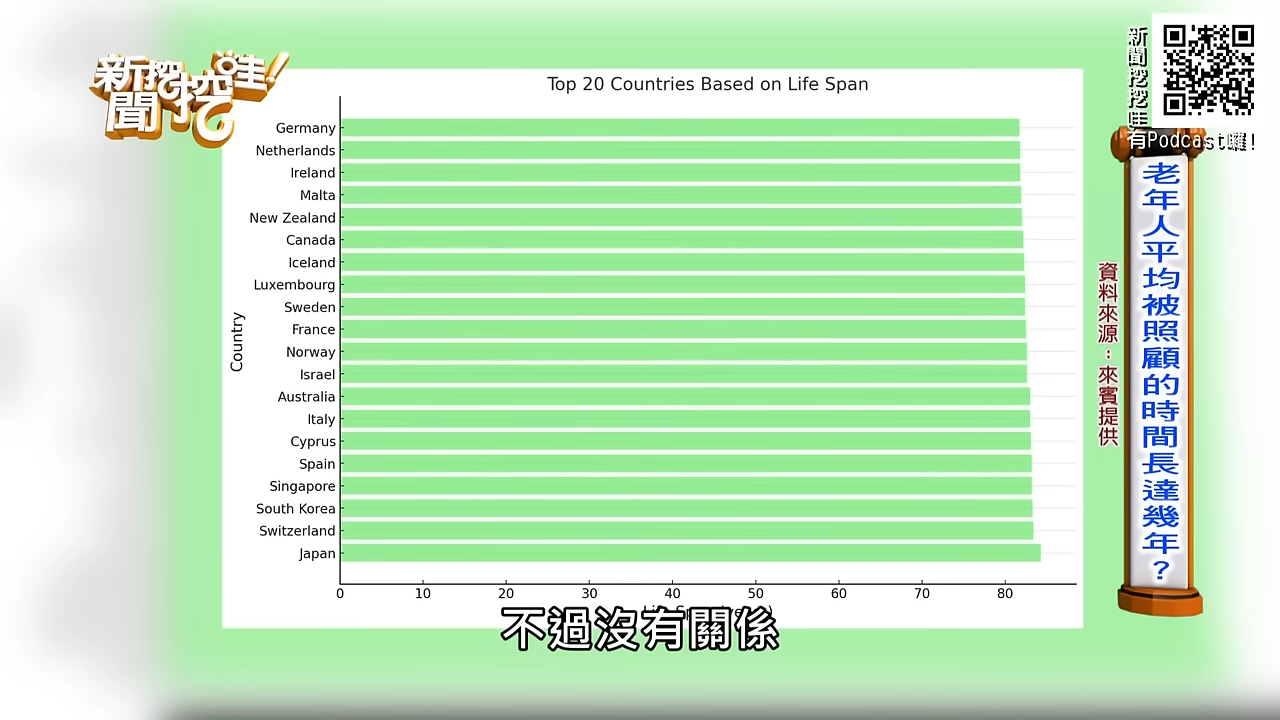 新聞挖挖哇!
Top 20 Countries Based on Life Span
Country
Germany
Netherlands
Ireland
Malta
New Zealand
Canada
Iceland
Luxembourg
Sweden
France
Norway
Israel
Australia
Italy
Cyprus
Spain
Singapore
South Korea
Switzerland
Japan
0 10 20 30 40 50 60 70 80
不過沒有關係
新聞挖挖哇
有Podcast囉!
資料來源：來賓提供
老年人平均被照顧的時間長達幾年？